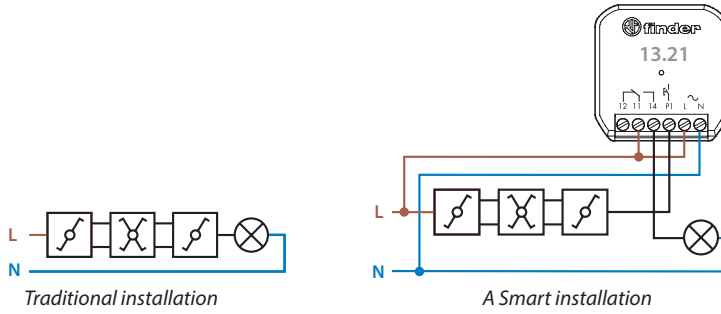 finder
13.21
12 11 14 P1 L N
L
N
Traditional installation
L
N
A Smart installation